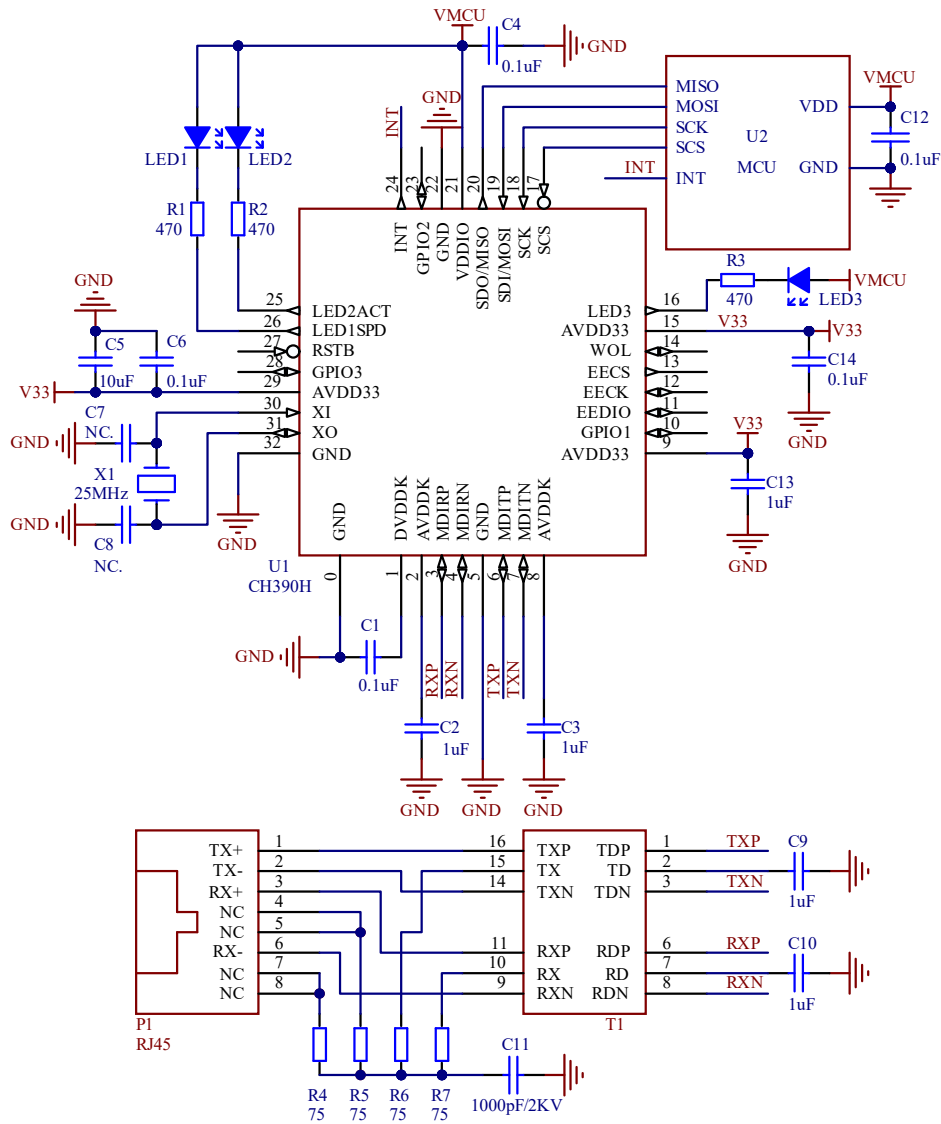 VMCU
C4
0.1uF
GND
LED1
LED2
R1
470
R2
470
GND
INT
24
23
22
21
20
19
18
17
INT
GPIO2
GND
VDDIO
SDO/MISO
SDI/MOSI
SCK
SCS
MISO
MOSI
SCK
SCS
INT
INT
U2
MCU
VDD
GND
VMCU
C12
0.1uF
GND
C5
10uF
C6
0.1uF
V33
C7
NC.
GND
X1
25MHz
GND
C8
NC.
GND
25
26
27
28
29
30
31
32
LED2ACT
LED1SPD
RSTB
GPIO3
AVDD33
XI
XO
GND
LED3
AVDD33
WOL
EECS
EECK
EEDIO
GPIO1
AVDD33
16
15
14
13
12
11
10
9
R3
470
LED3
VMCU
V33
V33
C14
0.1uF
GND
V33
C13
1uF
GND
GND
DVDDK
AVDDK
MDIRP
MDIRN
GND
MDITP
MDITN
AVDDK
U1
CH390H
0
1
2
3
4
5
6
7
8
GND
C1
0.1uF
RXP
RXN
TXP
TXN
C2
1uF
C3
1uF
GND
GND
GND
TX+
TX-
RX+
NC
NC
RX-
NC
NC
1
2
3
4
5
6
7
8
P1
RJ45
16
15
14
11
10
9
TXP
TX
TXN
RXP
RX
RXN
TDP
TD
TDN
RDP
RD
RDN
1
2
3
6
7
8
T1
TXP
TXN
RXP
RXN
C9
1uF
C10
1uF
R4
75
R5
75
R6
75
R7
75
C11
1000pF/2KV